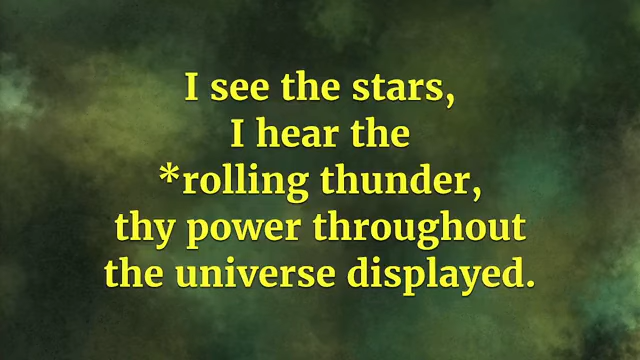 I see the stars,
I hear the
*rolling thunder,
thy power throughout
the universe displayed.